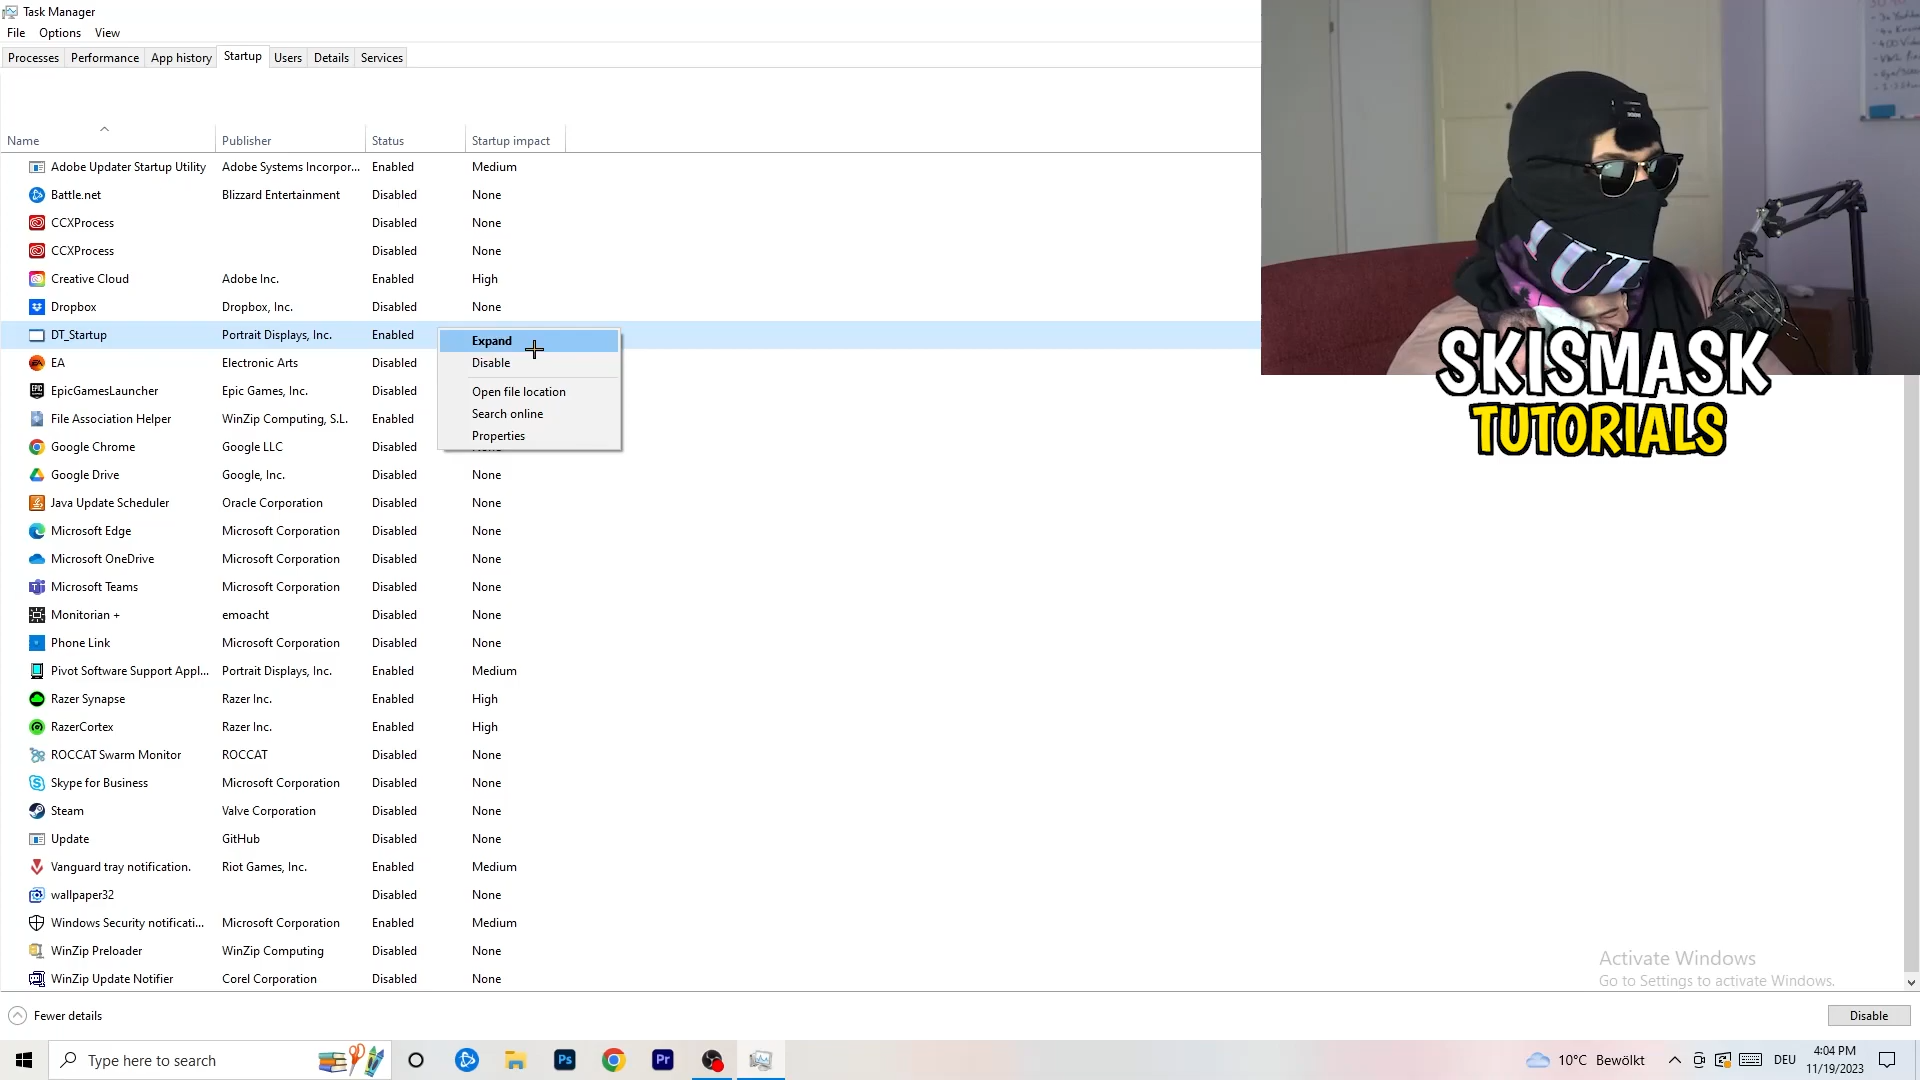 Task Manager
File Options View
Processes Performance App history Startup Users Details Services
Name Publisher Status Startup impact
Adobe Updater Startup Utility Adobe Systems Incorpor... Enabled Medium
Battle.net Blizzard Entertainment Disabled None
CCXProcess Disabled None
CCXProcess Disabled None
Creative Cloud Adobe Inc. Enabled High
Dropbox Dropbox, Inc. Disabled None
DT_Startup Portrait Displays, Inc. Enabled
EA Electronic Arts Disabled
EpicGamesLauncher Epic Games, Inc. Disabled
File Association Helper WinZip Computing, S.L. Enabled
Google Chrome Google LLC Disabled
Google Drive Google, Inc. Disabled None
Java Update Scheduler Oracle Corporation Disabled None
Microsoft Edge Microsoft Corporation Disabled None
Microsoft OneDrive Microsoft Corporation Disabled None
Microsoft Teams Microsoft Corporation Disabled None
Monitorian + emoacht Disabled None
Phone Link Microsoft Corporation Disabled None
Pivot Software Support Appl... Portrait Displays, Inc. Enabled Medium
Razer Synapse Razer Inc. Enabled High
RazerCortex Razer Inc. Enabled High
ROCCAT Swarm Monitor ROCCAT Disabled None
Skype for Business Microsoft Corporation Disabled None
Steam Valve Corporation Disabled None
Update GitHub Disabled None
Vanguard tray notification. Riot Games, Inc. Enabled Medium
wallpaper32 Disabled None
Windows Security notificati... Microsoft Corporation Enabled Medium
WinZip Preloader WinZip Computing Disabled None
WinZip Update Notifier Corel Corporation Disabled None
Expand
Disable
Open file location
Search online
Properties
SKISMASK
TUTORIALS
Activate Windows
Go to Settings to activate Windows.
Fewer details
Disable
Type here to search
Ps
Pr
10°C Bewölkt
DEU
4:04 PM
11/19/2023